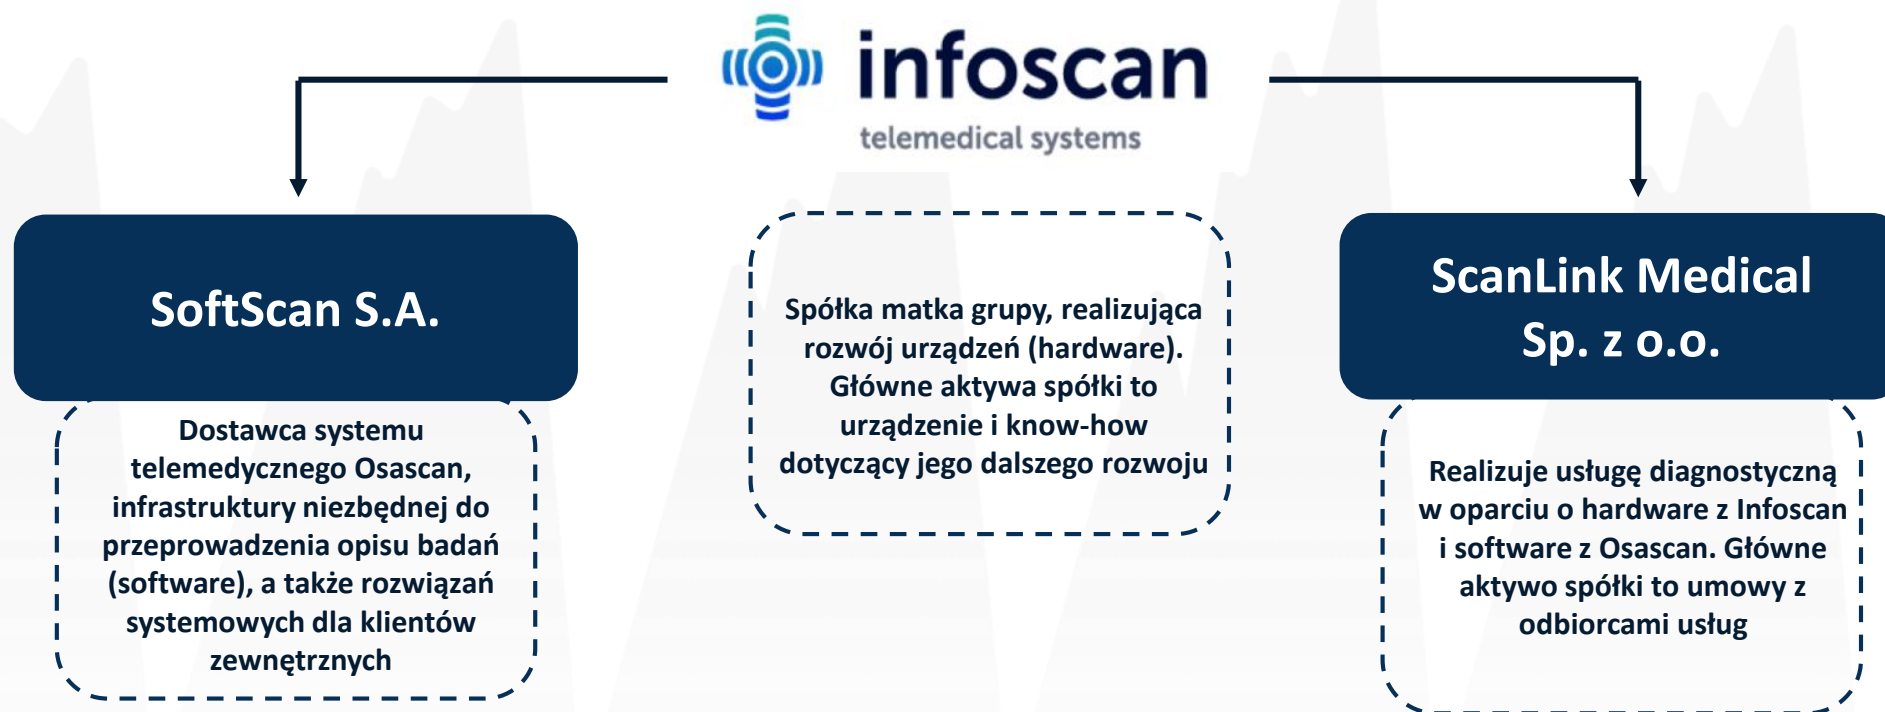 infoscan
telemedical systems
SoftScan S.A.
Dostawca systemu
telemedycznego Osascan,
infrastruktury niezbędnej do
przeprowadzenia opisu badań
(software), a także rozwiązań
systemowych dla klientów
zewnętrznych
Spółka matka grupy, realizująca
rozwój urządzeń (hardware).
Główne aktywa spółki to
urządzenie i know-how
dotyczący jego dalszego rozwoju
ScanLink Medical
Sp. z o.o.
Realizuje usługę diagnostyczną
w oparciu o hardware z Infoscan
i software z Osascan. Główne
aktywo spółki to umowy z
odbiorcami usług